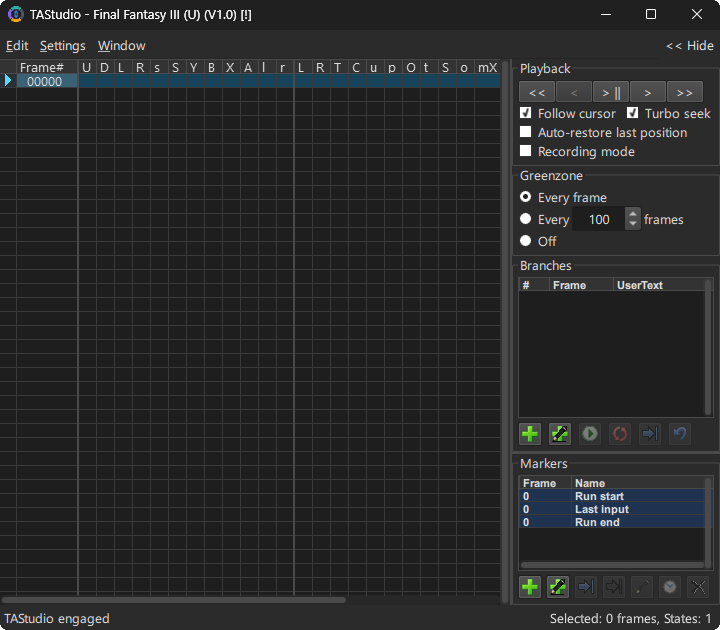 TAStudio - Final Fantasy III (U) (V1.0) [!]
Edit Settings Window << Hide
Frame# U D L R s S Y B X A l r L R T C u p O t S o mX
00000
Playback
<< < > || > >>
Follow cursor Turbo seek
Auto-restore last position
Recording mode
Greenzone
Every frame
Every 100 frames
Off
Branches
# Frame UserText
Markers
Frame Name
0 Run start
0 Last input
0 Run end
TAStudio engaged Selected: 0 frames, States: 1